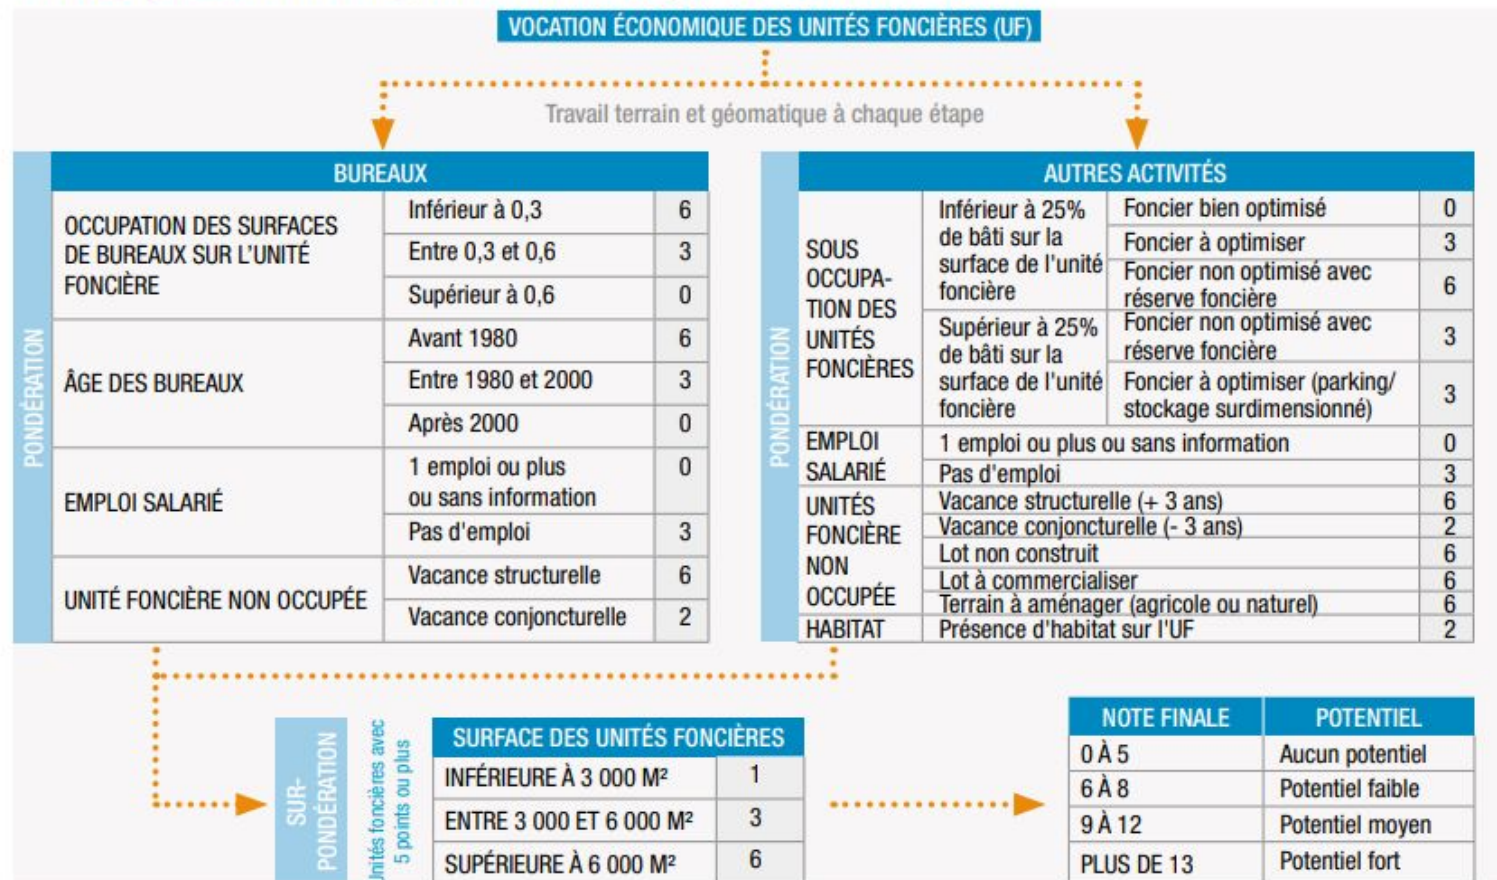 VOCATION ÉCONOMIQUE DES UNITÉS FONCIÈRES (UF)
Travail terrain et géomatique à chaque étape
PONDÉRATION
BUREAUX
OCCUPATION DES SURFACES
DE BUREAUX SUR L'UNITÉ
FONCIÈRE
Inférieur à 0,3 6
Entre 0,3 et 0,6 3
Supérieur à 0,6 0
ÂGE DES BUREAUX
Avant 1980 6
Entre 1980 et 2000 3
Après 2000 0
EMPLOI SALARIÉ
1 emploi ou plus 0
ou sans information
Pas d'emploi 3
UNITÉ FONCIÈRE NON OCCUPÉE
Vacance structurelle 6
Vacance conjoncturelle 2
PONDÉRATION
AUTRES ACTIVITÉS
SOUS
OCCUPA-
TION DES
UNITÉS
FONCIÈRES
Inférieur à 25%
de bâti sur la
surface de l'unité
foncière
Foncier bien optimisé 0
Foncier à optimiser 3
Foncier non optimisé avec
réserve foncière 6
Supérieur à 25%
de bâti sur la
surface de l'unité
foncière
Foncier non optimisé avec
réserve foncière 3
Foncier à optimiser (parking/
stockage surdimensionné) 3
EMPLOI
SALARIÉ
1 emploi ou plus ou sans information 0
Pas d'emploi 3
UNITÉS
FONCIÈRE
NON
OCCUPÉE
Vacance structurelle (+ 3 ans) 6
Vacance conjoncturelle (- 3 ans) 2
Lot non construit 6
Lot à commercialiser 6
Terrain à aménager (agricole ou naturel) 6
HABITAT Présence d'habitat sur l'UF 2
SUR-
PONDÉRATION
Unités foncières avec
5 points ou plus
SURFACE DES UNITÉS FONCIÈRES
INFÉRIEURE À 3 000 M² 1
ENTRE 3 000 ET 6 000 M² 3
SUPÉRIEURE À 6 000 M² 6
NOTE FINALE POTENTIEL
0 À 5 Aucun potentiel
6 À 8 Potentiel faible
9 À 12 Potentiel moyen
PLUS DE 13 Potentiel fort